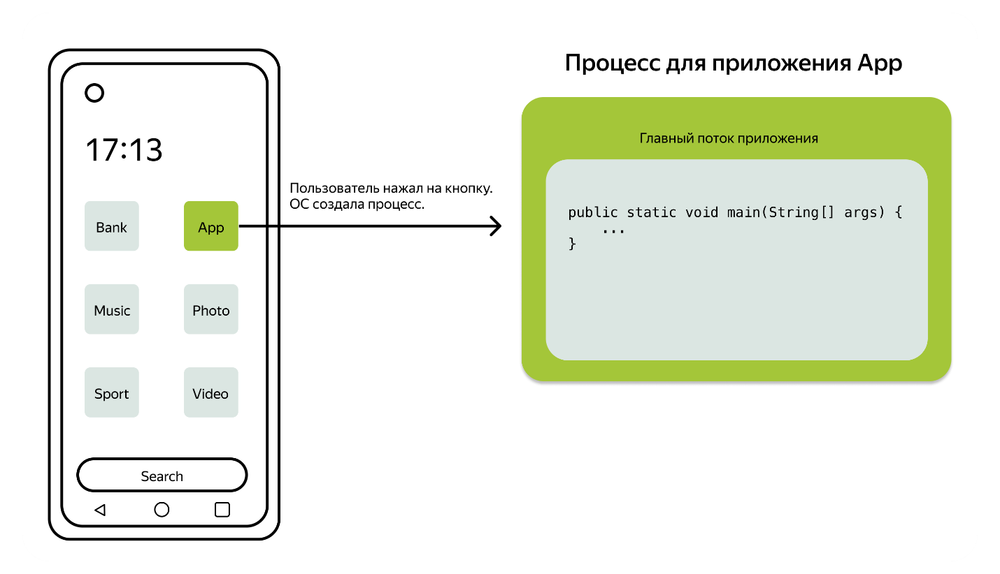 17:13
Bank
App
Music
Photo
Sport
Video
Search
Пользователь нажал на кнопку.
ОС создала процесс.
Процесс для приложения App
Главный поток приложения
public static void main(String[] args) {
    ...
}